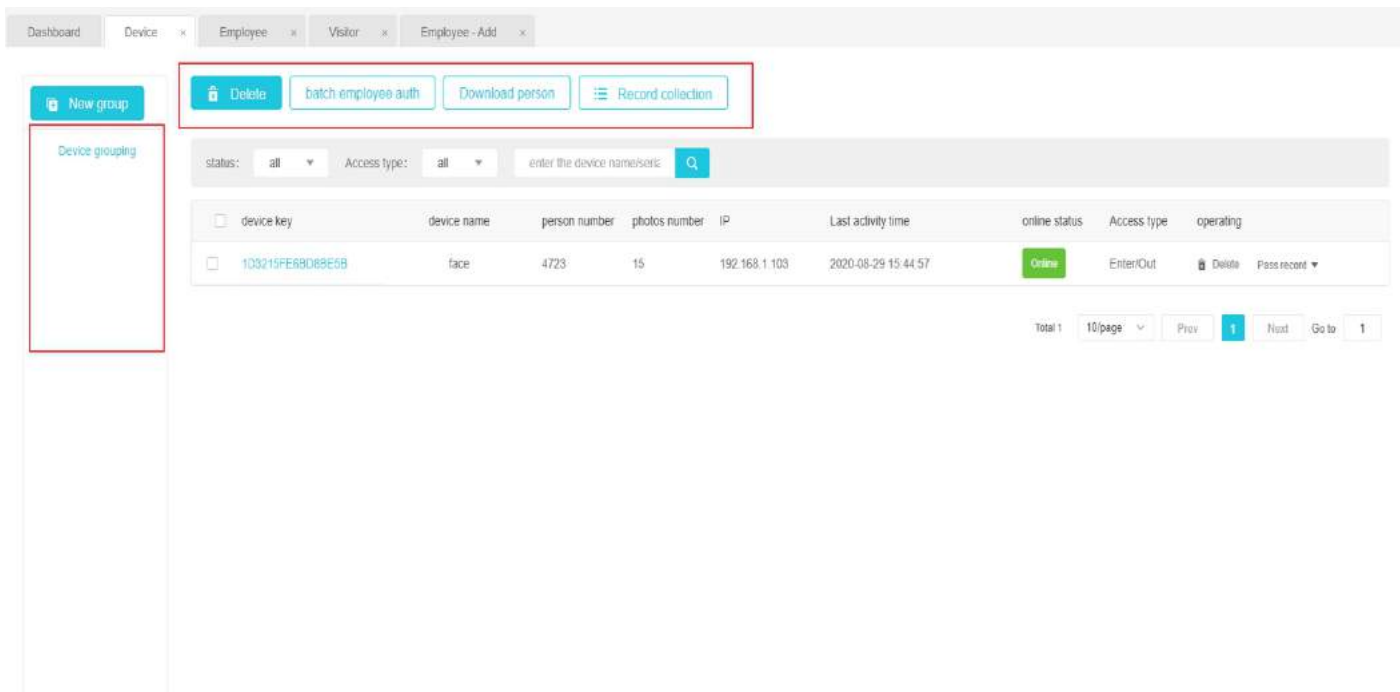 Dashboard Device × Employee × Visitor × Employee - Add ×
New group
Delete batch employee auth Download person Record collection
Device grouping
status: all Access type: all enter the device name/seria
device key device name person number photos number IP Last activity time online status Access type operating
face 4723 15 192.168.1.103 2020-08-29 15:44:57 Online Enter/Out Delete Pass record
Total 1 10/page Prev 1 Next Go to 1